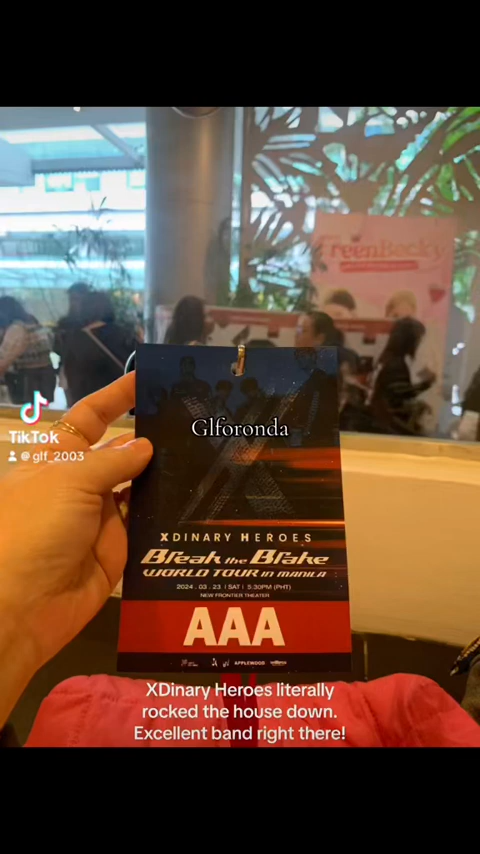 FreenBecky
Glforonda
TikTok
@glf_2003
XDINARY HEROES
Break the Brake
WORLD TOUR IN MANILA
2024. 03. 23 | SAT | 5:30PM (PHT)
NEW FRONTIER THEATER
AAA
APPLEWOOD
XDinary Heroes literally
rocked the house down.
Excellent band right there!